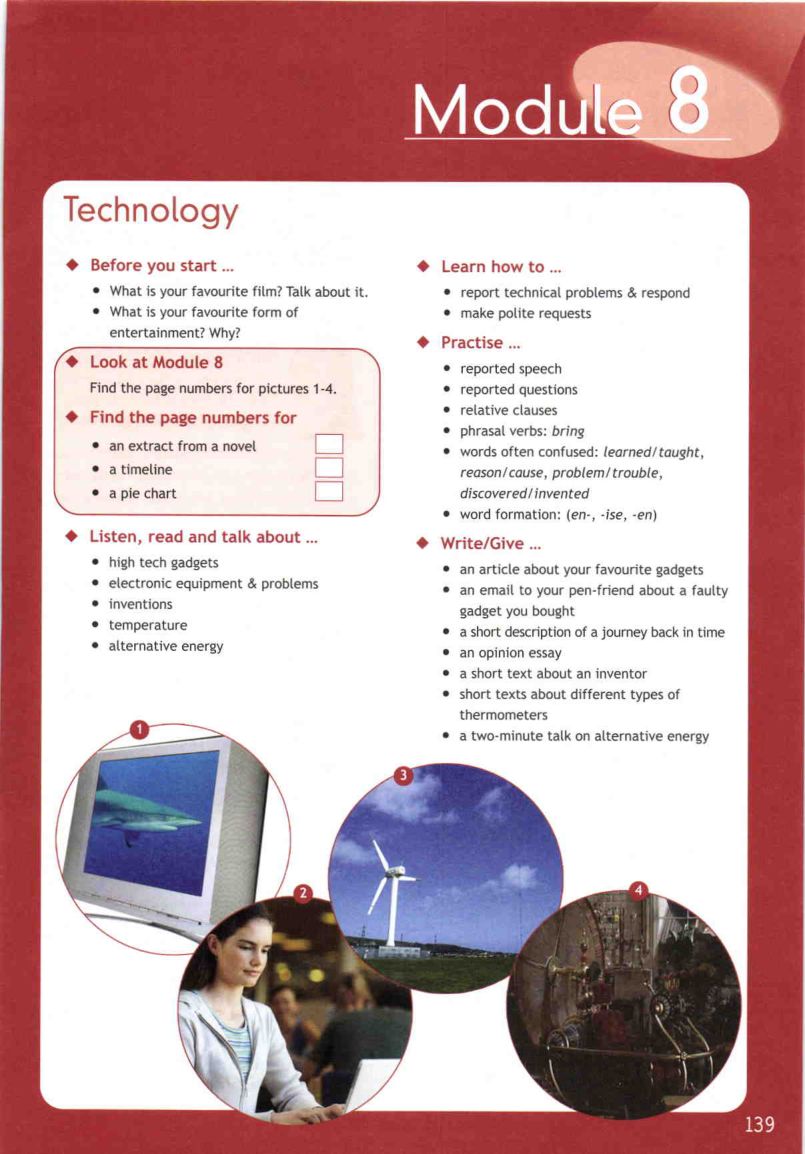 Module 8
Technology
◆ Before you start ...
• What is your favourite film? Talk about it.
• What is your favourite form of
entertainment? Why?
◆ Look at Module 8
Find the page numbers for pictures 1-4.
◆ Find the page numbers for
• an extract from a novel
• a timeline
• a pie chart
◆ Listen, read and talk about ...
• high tech gadgets
• electronic equipment & problems
• inventions
• temperature
• alternative energy
◆ Learn how to ...
• report technical problems & respond
• make polite requests
◆ Practise ...
• reported speech
• reported questions
• relative clauses
• phrasal verbs: bring
• words often confused: learned/taught,
reason/cause, problem/trouble,
discovered/invented
• word formation: (en-, -ise, -en)
◆ Write/Give ...
• an article about your favourite gadgets
• an email to your pen-friend about a faulty
gadget you bought
• a short description of a journey back in time
• an opinion essay
• a short text about an inventor
• short texts about different types of
thermometers
• a two-minute talk on alternative energy
1
2
3
4
139